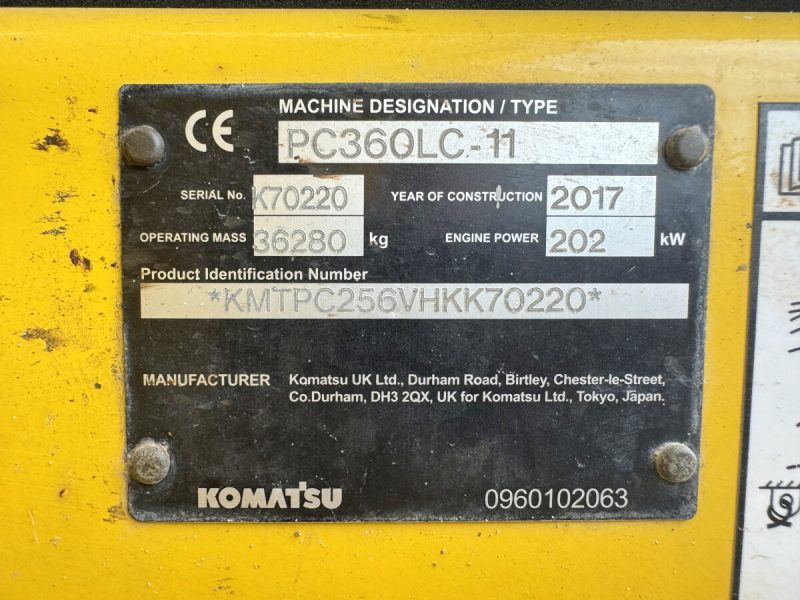 CE MACHINE DESIGNATION / TYPE
PC360LC-11
SERIAL No. K70220 YEAR OF CONSTRUCTION 2017
OPERATING MASS 36280 kg ENGINE POWER 202 kW
Product Identification Number
*KMTPC256VHKK70220*
MANUFACTURER Komatsu UK Ltd., Durham Road, Birtley, Chester-le-Street,
Co.Durham, DH3 2QX, UK for Komatsu Ltd., Tokyo, Japan.
KOMATSU 0960102063